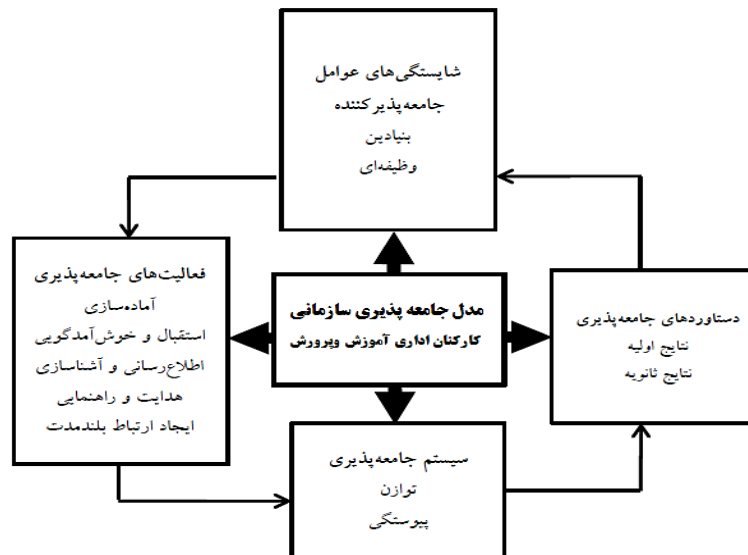 شایستگی‌های عوامل
جامعه‌پذیرکننده
بنیادین
وظیفه‌ای
فعالیت‌های جامعه‌پذیری
آماده‌سازی
استقبال و خوش‌آمدگویی
اطلاع‌رسانی و آشناسازی
هدایت و راهنمایی
ایجاد ارتباط بلندمدت
مدل جامعه پذیری سازمانی
کارکنان اداری آموزش وپرورش
دستاوردهای جامعه‌پذیری
نتایج اولیه
نتایج ثانویه
سیستم جامعه‌پذیری
توازن
پیوستگی